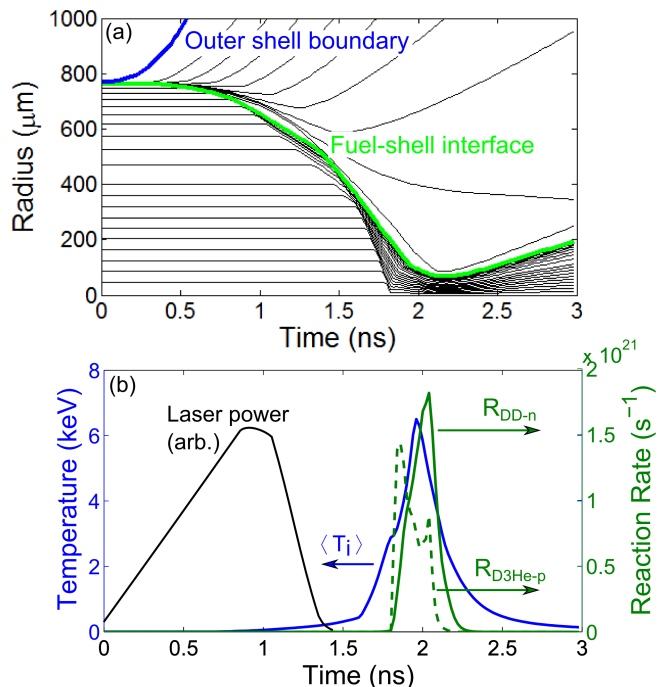 (a)
Outer shell boundary
Fuel-shell interface
Radius (μm)
1000
800
600
400
200
0
0
0.5
1
1.5
2
2.5
3
Time (ns)
(b)
x 10²¹
Laser power
(arb.)
⟨Tᵢ⟩
R_DD-n
R_D3He-p
Temperature (keV)
8
6
4
2
0
2
1.5
1
0.5
0
Reaction Rate (s⁻¹)
0
0.5
1
1.5
2
2.5
3
Time (ns)